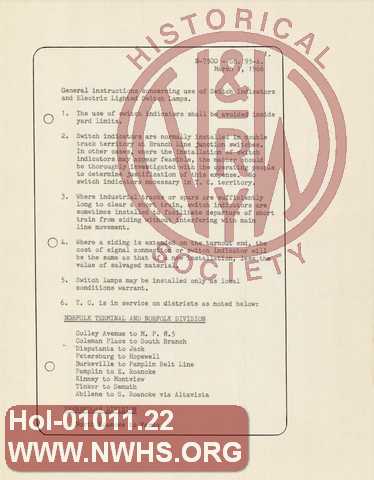 HISTORICAL
N&W
SOCIETY
March 3, 1966
General instructions concerning use of Switch Indicators
and Electric Lighted Switch Lamps.
1. The use of switch indicators shall be avoided inside
yard limits.
2. Switch indicators are normally installed in double
track territory at Branch line junction switches.
In other cases, where the installation of switch
indicators may appear feasible, the matter should
be thoroughly investigated with the operating people
to determine justification of this expense. No
switch indicators necessary in T. C. territory.
3. Where industrial tracks or spurs are sufficiently
long to clear a short train, switch indicators are
sometimes installed to facilitate departure of short
train from siding without interfering with main
line movement.
4. Where a siding is extended on the turnout end, the
cost of signal connection or switch indicator will
be the same as that of new installation, less the
value of salvaged material.
5. Switch lamps may be installed only as local
conditions warrant.
6. T. C. is in service on districts as noted below:
NORFOLK TERMINAL AND NORFOLK DIVISION
Colley Avenue to M. P. W.5
Coleman Place to South Branch
Disputanta to Jack
Petersburg to Hopewell
Burkeville to Pamplin Belt Line
Pamplin to E. Roanoke
Kinney to Montview
Tinkor to Demuth
Abilene to S. Roanoke via Altavista
Hol-01011.22
WWW.NWHS.ORG